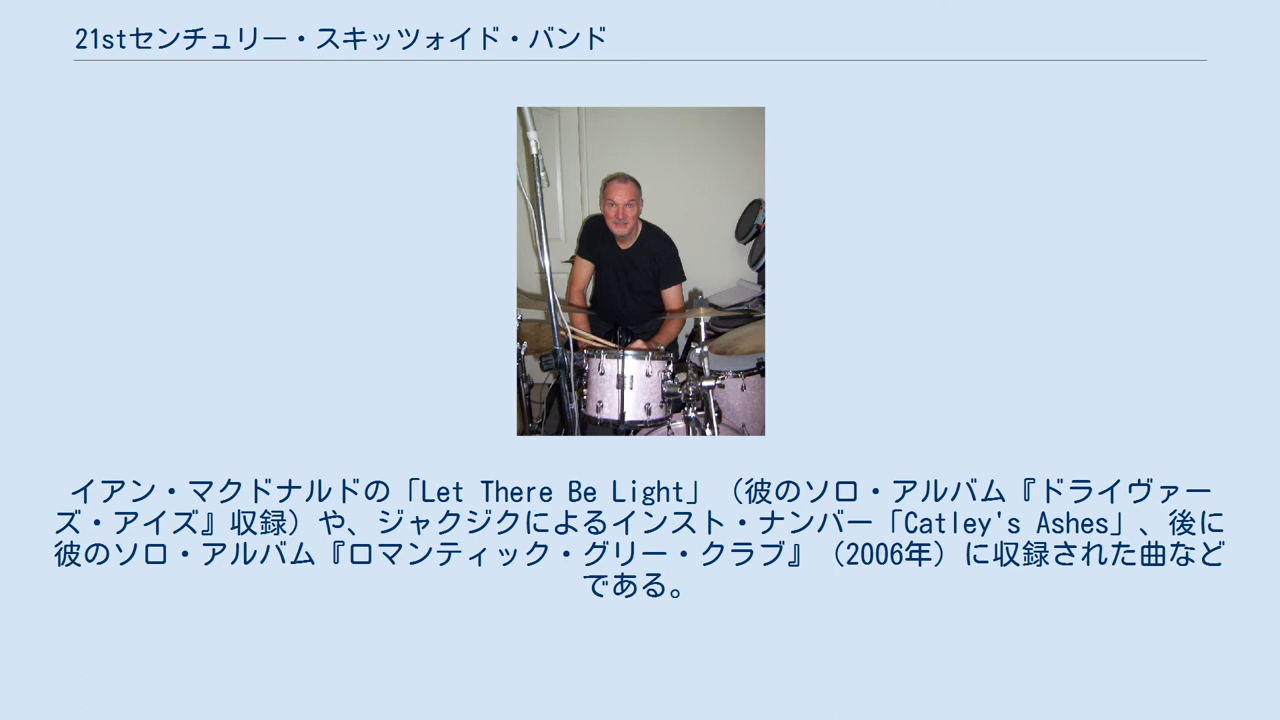 21stセンチュリー・スキッツォイド・バンド
イアン・マクドナルドの「Let There Be Light」（彼のソロ・アルバム『ドライヴァー
ズ・アイズ』収録）や、ジャクジクによるインスト・ナンバー「Catley's Ashes」、後に
彼のソロ・アルバム『ロマンティック・グリー・クラブ』（2006年）に収録された曲など
である。